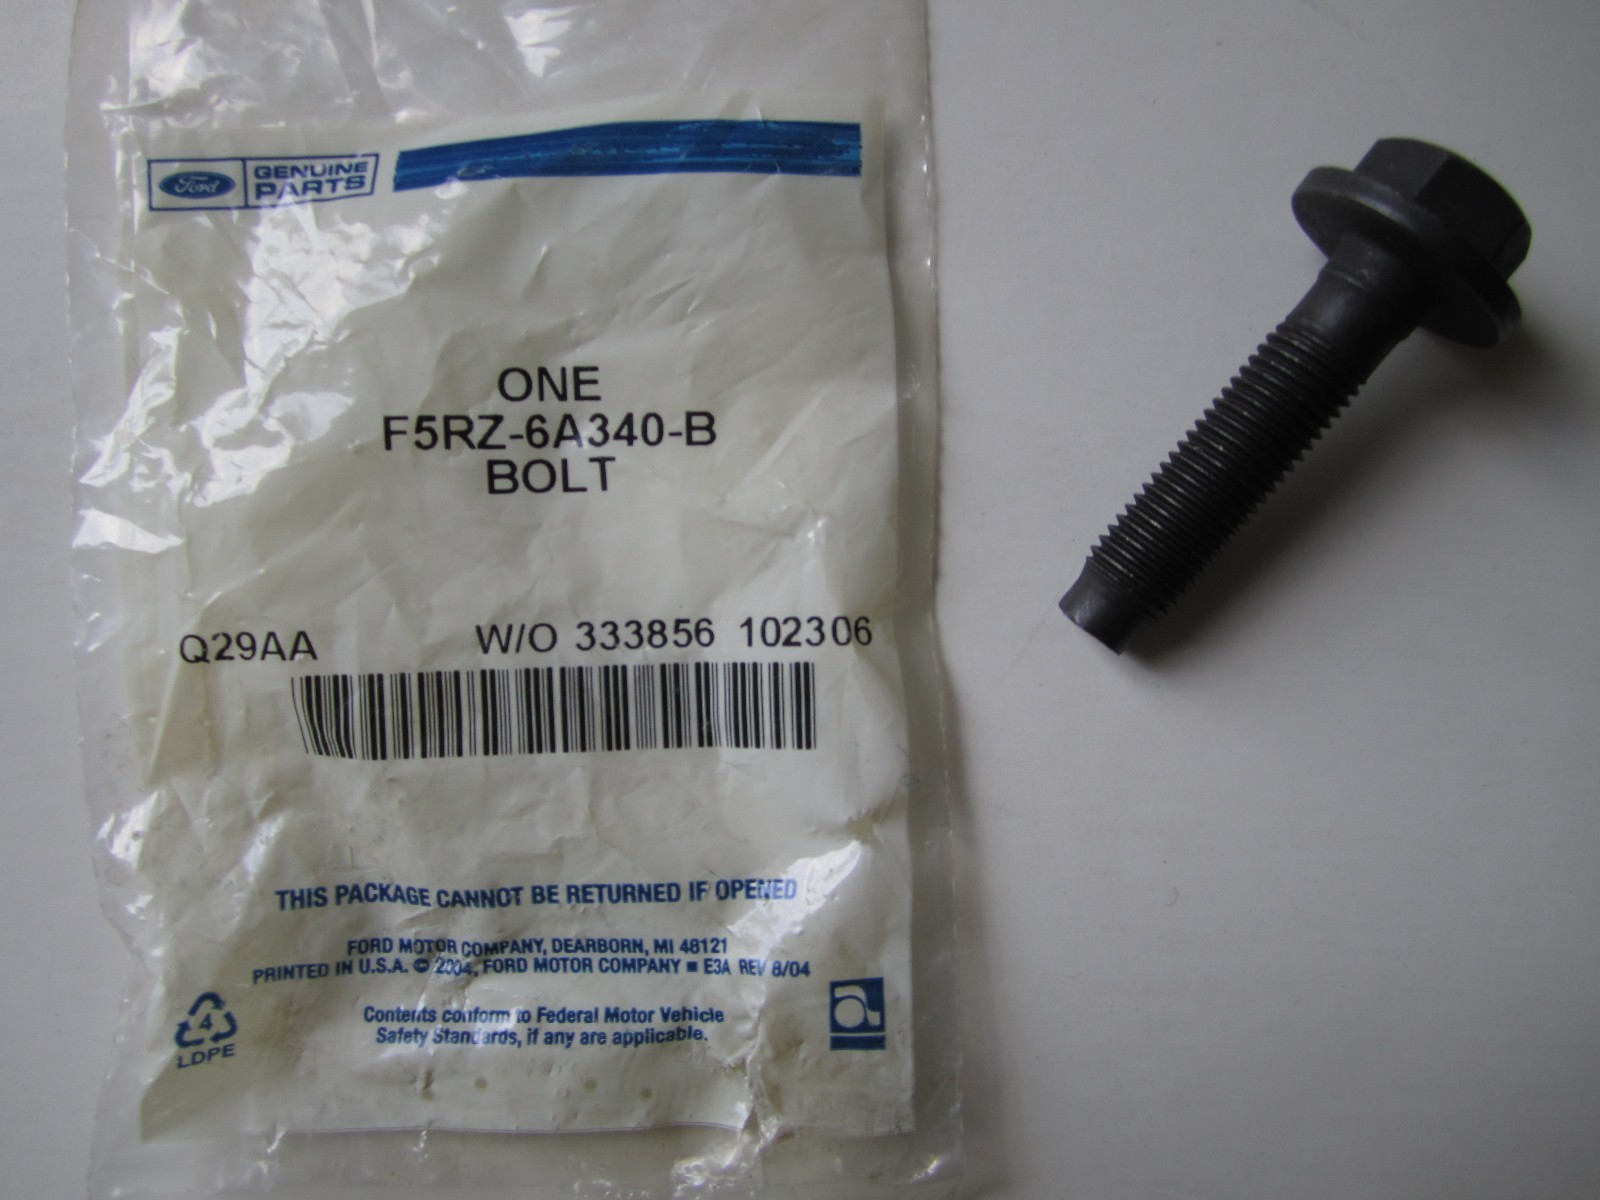 Ford GENUINE
PARTS
ONE
F5RZ-6A340-B
BOLT
Q29AA W/O 333856 102306
THIS PACKAGE CANNOT BE RETURNED IF OPENED
FORD MOTOR COMPANY, DEARBORN, MI 48121
PRINTED IN U.S.A. © 2004, FORD MOTOR COMPANY ■ E3A REV 8/04
Contents conform to Federal Motor Vehicle
Safety Standards, if any are applicable.
4
LDPE